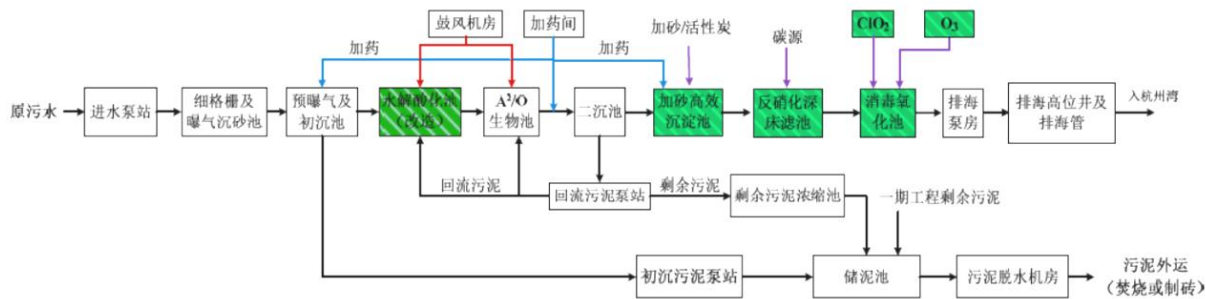 鼓风机房
加药间
加砂/活性炭
碳源
ClO₂
O₃
加药
加药
原污水
进水泵站
细格栅及
曝气沉砂池
预曝气及
初沉池
水解酸化池
（改造）
A²/O
生物池
二沉池
加砂高效
沉淀池
反硝化深
床滤池
消毒氧
化池
排海
泵房
排海高位井及
排海管
入杭州湾
回流污泥
回流污泥泵站
剩余污泥
剩余污泥浓缩池
一期工程剩余污泥
初沉污泥泵站
储泥池
污泥脱水机房
污泥外运
（焚烧或制砖）